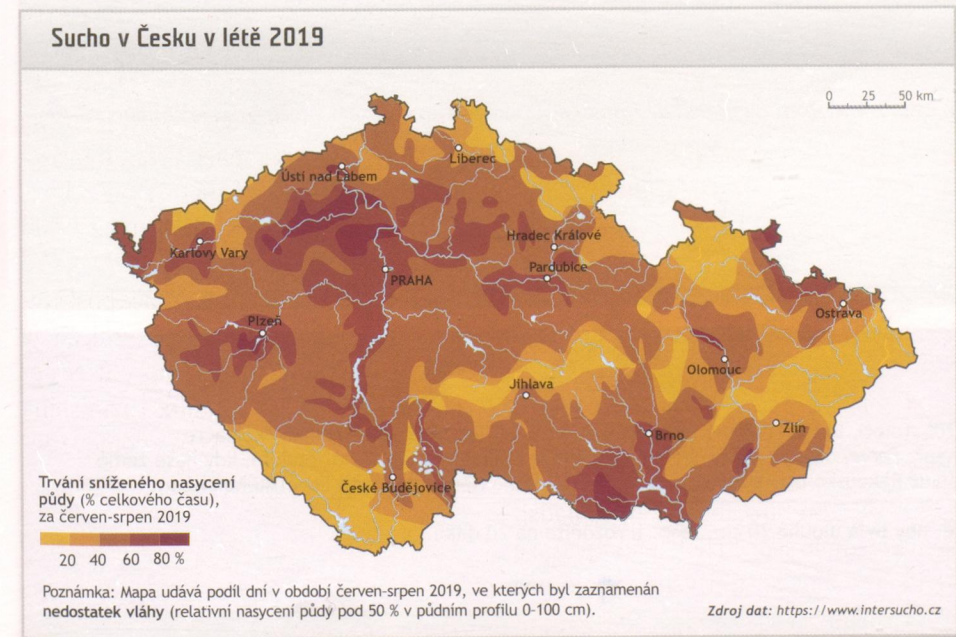 Sucho v Česku v létě 2019
0 25 50 km
Liberec
Ústí nad Labem
Karlovy Vary
Hradec Králové
Pardubice
PRAHA
Plzeň
Ostrava
Olomouc
Jihlava
Zlín
Brno
České Budějovice
Trvání sníženého nasycení
půdy (% celkového času),
za červen-srpen 2019
20 40 60 80 %
Poznámka: Mapa udává podíl dní v období červen-srpen 2019, ve kterých byl zaznamenán
nedostatek vláhy (relativní nasycení půdy pod 50 % v půdním profilu 0-100 cm).
Zdroj dat: https://www.intersucho.cz